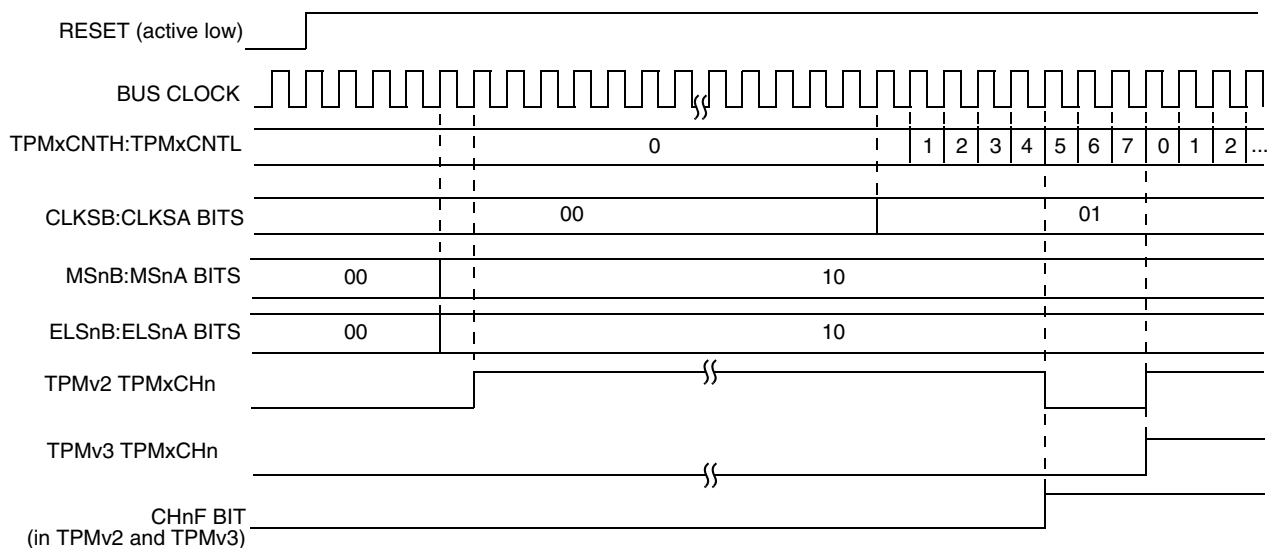 RESET (active low)
BUS CLOCK
TPMxCNTH:TPMxCNTL 0 1 2 3 4 5 6 7 0 1 2 ...
CLKSB:CLKSA BITS 00 01
MSnB:MSnA BITS 00 10
ELSnB:ELSnA BITS 00 10
TPMv2 TPMxCHn
TPMv3 TPMxCHn
CHnF BIT
(in TPMv2 and TPMv3)